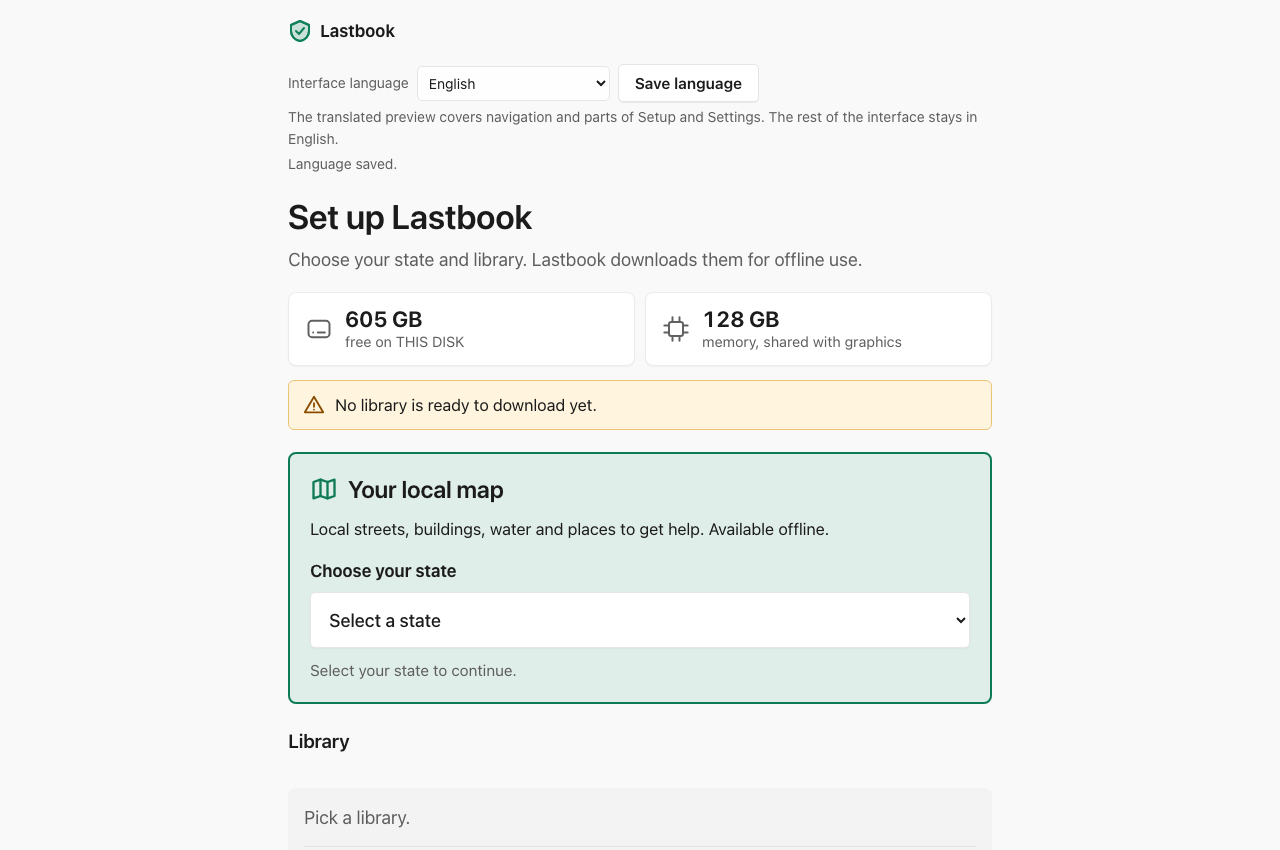 Lastbook
Interface language
English
Save language
The translated preview covers navigation and parts of Setup and Settings. The rest of the interface stays in
English.
Language saved.
Set up Lastbook
Choose your state and library. Lastbook downloads them for offline use.
605 GB
free on THIS DISK
128 GB
memory, shared with graphics
No library is ready to download yet.
Your local map
Local streets, buildings, water and places to get help. Available offline.
Choose your state
Select a state
Select your state to continue.
Library
Pick a library.